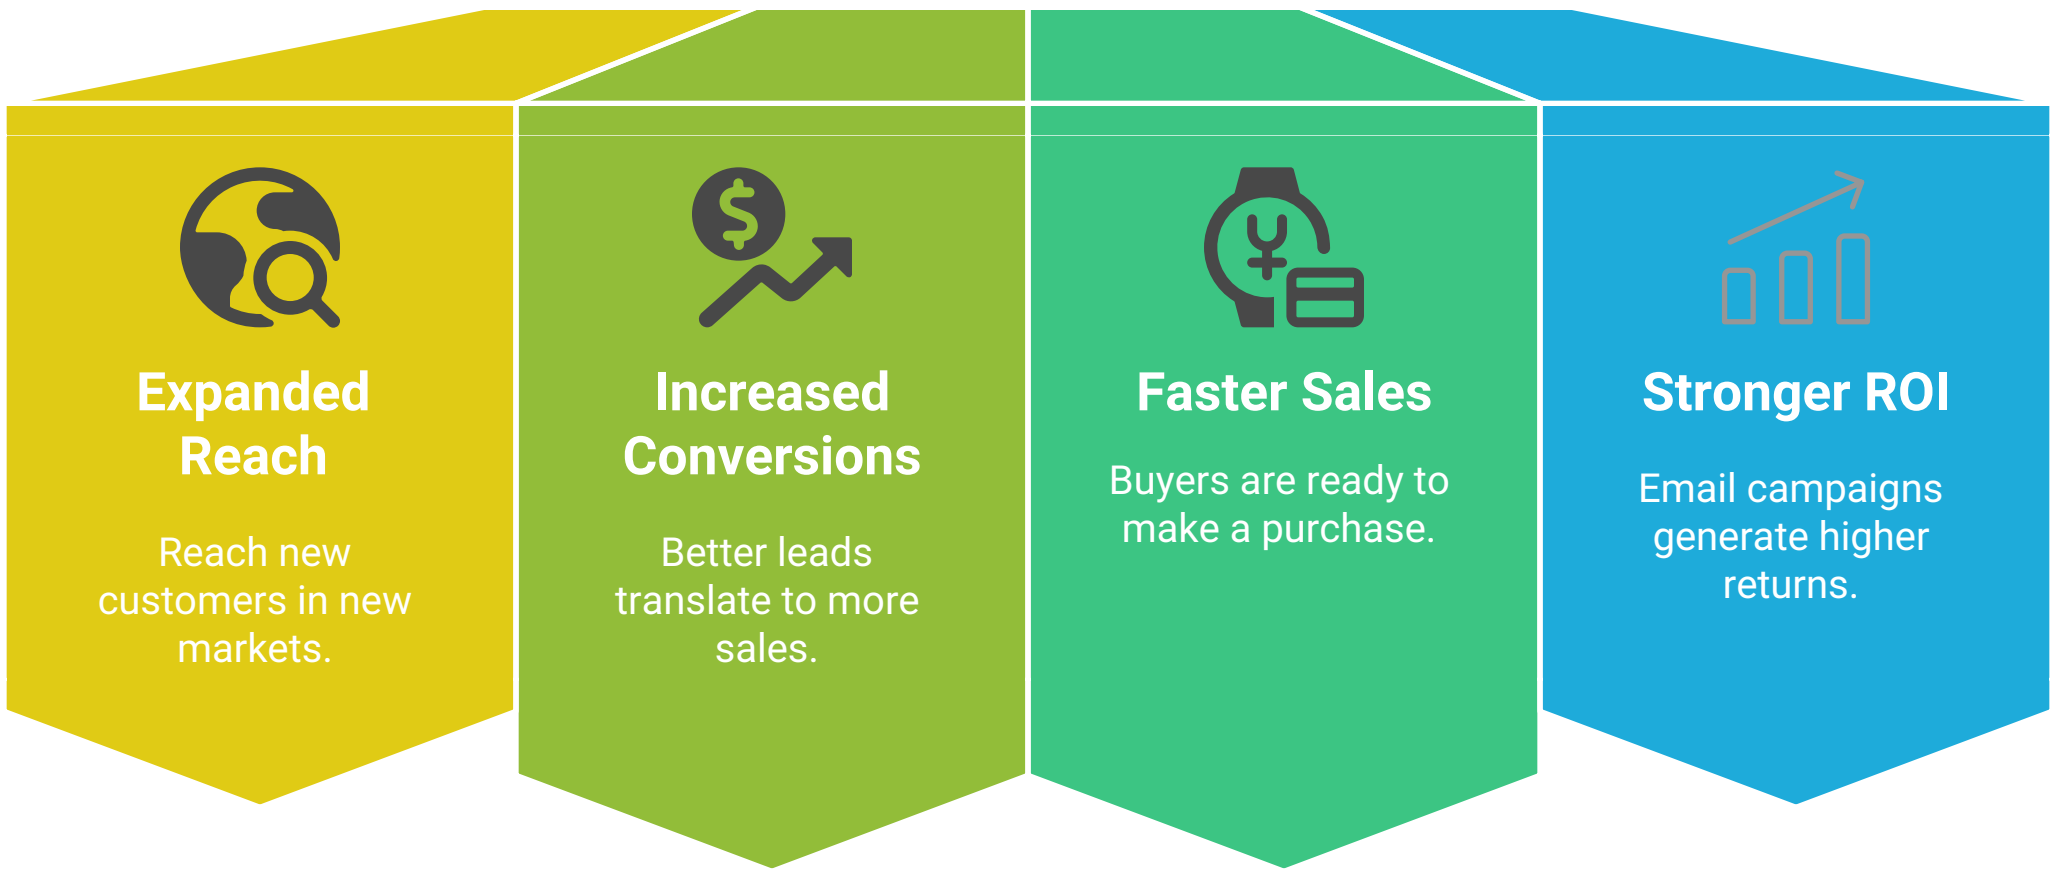 Expanded
Reach
Reach new
customers in new
markets.
Increased
Conversions
Better leads
translate to more
sales.
Faster Sales
Buyers are ready to
make a purchase.
Stronger ROI
Email campaigns
generate higher
returns.